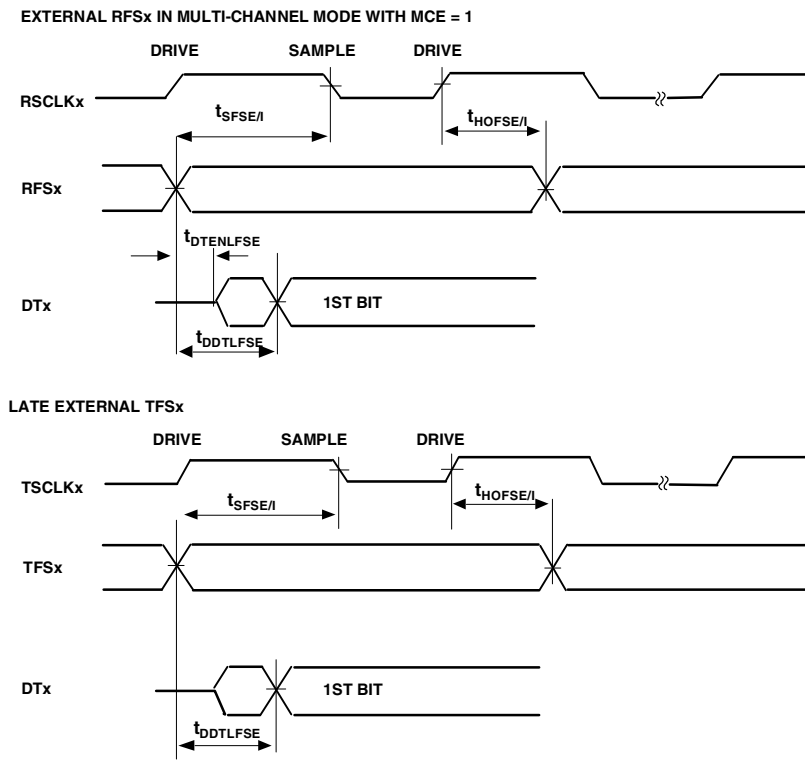 EXTERNAL RFSx IN MULTI-CHANNEL MODE WITH MCE = 1
DRIVE SAMPLE DRIVE
RSCLKx
tSFSE/I tHOFSE/I
RFSx
tDTENLFSE
DTx 1ST BIT
tDDTLFSE
LATE EXTERNAL TFSx
DRIVE SAMPLE DRIVE
TSCLKx
tSFSE/I tHOFSE/I
TFSx
DTx 1ST BIT
tDDTLFSE